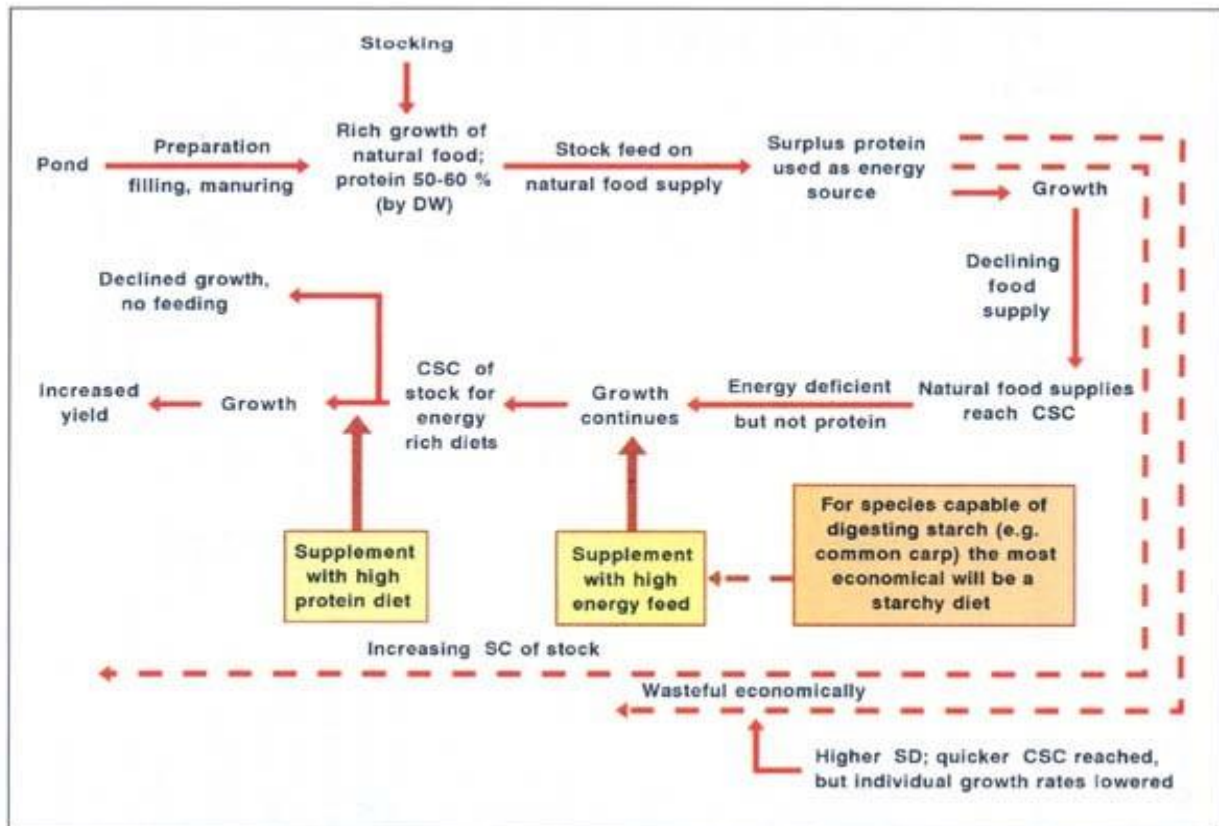 Stocking
Pond
Preparation
filling, manuring
Rich growth of
natural food;
protein 50-60 %
(by DW)
Stock feed on
natural food supply
Surplus protein
used as energy
source
Growth
Declining
food
supply
Natural food supplies
reach CSC
Energy deficient
but not protein
Growth
continues
CSC of
stock for
energy
rich diets
Declined growth,
no feeding
Growth
Increased
yield
Supplement
with high
protein diet
Supplement
with high
energy feed
For species capable of
digesting starch (e.g.
common carp) the most
economical will be a
starchy diet
Increasing SC of stock
Wasteful economically
Higher SD; quicker CSC reached,
but individual growth rates lowered